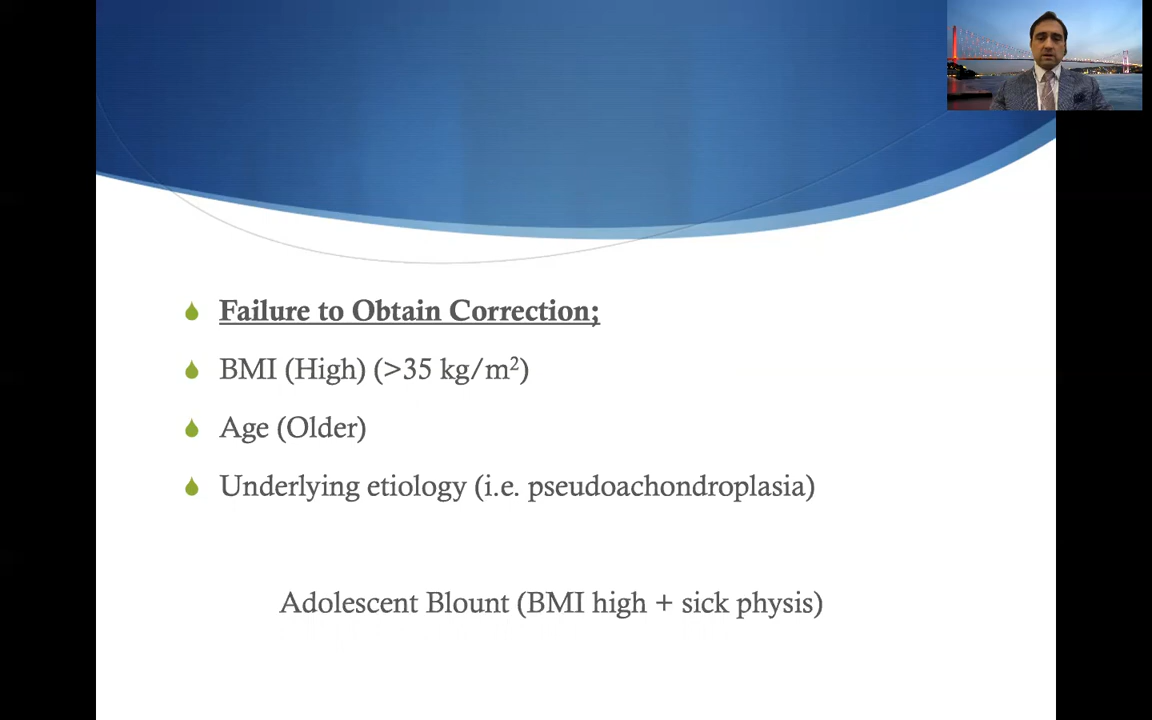 Failure to Obtain Correction;
BMI (High) (>35 kg/m²)
Age (Older)
Underlying etiology (i.e. pseudoachondroplasia)
Adolescent Blount (BMI high + sick physis)